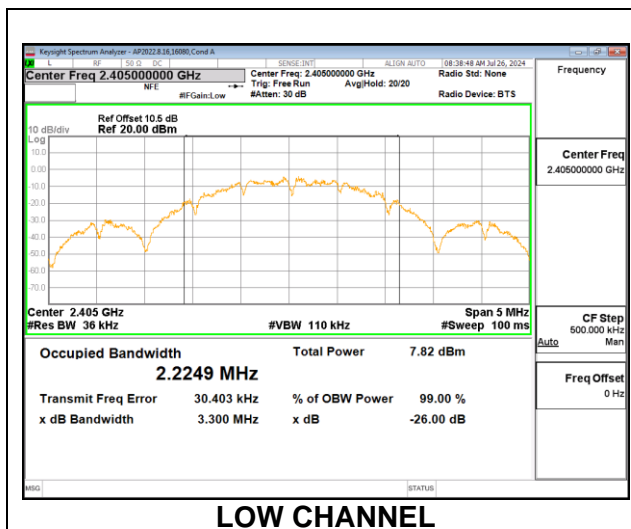 Keysight Spectrum Analyzer - AP2022.8.16,16080,Cond A
L RF 50 Ω DC SENSE:INT ALIGN AUTO 08:38:48 AM Jul 26, 2024
Center Freq 2.405000000 GHz
Center Freq: 2.405000000 GHz
Radio Std: None
NFE
Trig: Free Run Avg|Hold: 20/20
#IFGain:Low
#Atten: 30 dB
Radio Device: BTS
Ref Offset 10.5 dB
10 dB/div Ref 20.00 dBm
Log
10.0
0.00
-10.0
-20.0
-30.0
-40.0
-50.0
-60.0
-70.0
Center 2.405 GHz Span 5 MHz
#Res BW 36 kHz #VBW 110 kHz #Sweep 100 ms
Occupied Bandwidth Total Power 7.82 dBm
2.2249 MHz
Transmit Freq Error 30.403 kHz % of OBW Power 99.00 %
x dB Bandwidth 3.300 MHz x dB -26.00 dB
Frequency
Center Freq
2.405000000 GHz
CF Step
500.000 kHz
Auto Man
Freq Offset
0 Hz
MSG STATUS
LOW CHANNEL